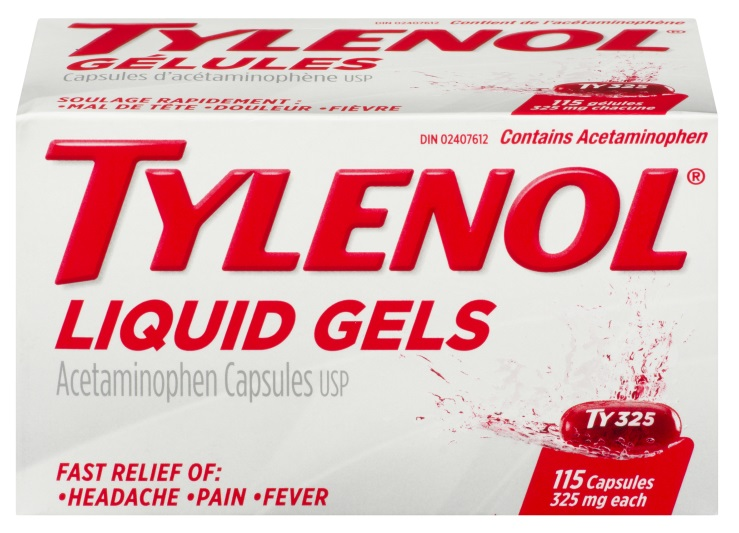 DIN 02407612 Contient de l'acétaminophène
TYLENOL®
GÉLULES
Capsules d'acétaminophène USP
SOULAGE RAPIDEMENT :
•MAL DE TÊTE •DOULEUR •FIÈVRE
TY 325
115 gélules
325 mg chacune
DIN 02407612 Contains Acetaminophen
TYLENOL®
LIQUID GELS
Acetaminophen Capsules USP
FAST RELIEF OF:
•HEADACHE •PAIN •FEVER
TY 325
115 Capsules
325 mg each